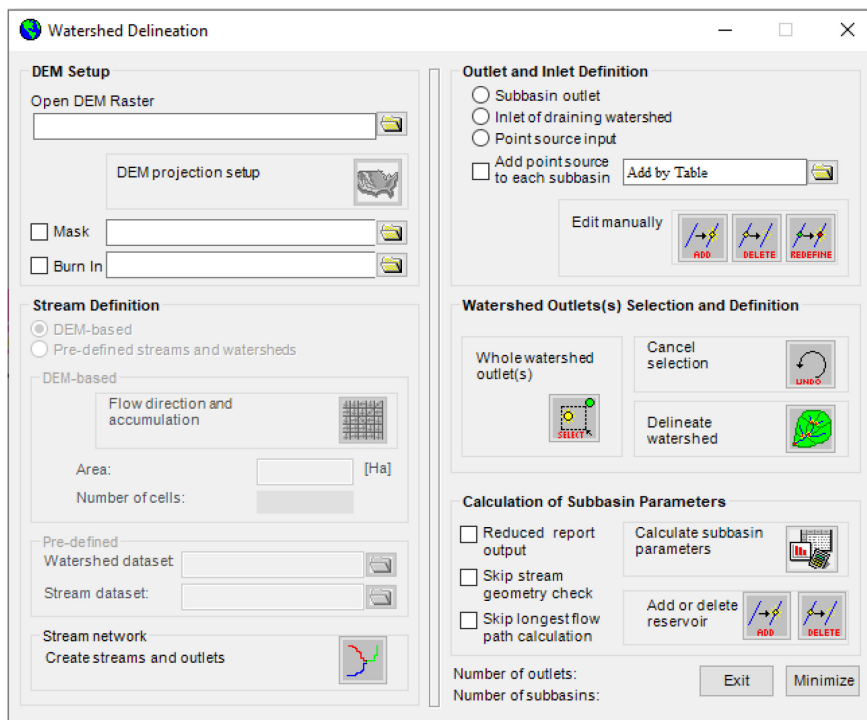 Watershed Delineation
DEM Setup
Open DEM Raster
DEM projection setup
Mask
Burn In
Stream Definition
DEM-based
Pre-defined streams and watersheds
DEM-based
Flow direction and
accumulation
Area:
[Ha]
Number of cells:
Pre-defined
Watershed dataset:
Stream dataset:
Stream network
Create streams and outlets
Outlet and Inlet Definition
Subbasin outlet
Inlet of draining watershed
Point source input
Add point source
to each subbasin
Add by Table
Edit manually
ADD
DELETE
REDEFINE
Watershed Outlets(s) Selection and Definition
Whole watershed
outlet(s)
SELECT
Cancel
selection
UNDO
Delineate
watershed
Calculation of Subbasin Parameters
Reduced report
output
Skip stream
geometry check
Skip longest flow
path calculation
Calculate subbasin
parameters
Add or delete
reservoir
ADD
DELETE
Number of outlets:
Number of subbasins:
Exit
Minimize